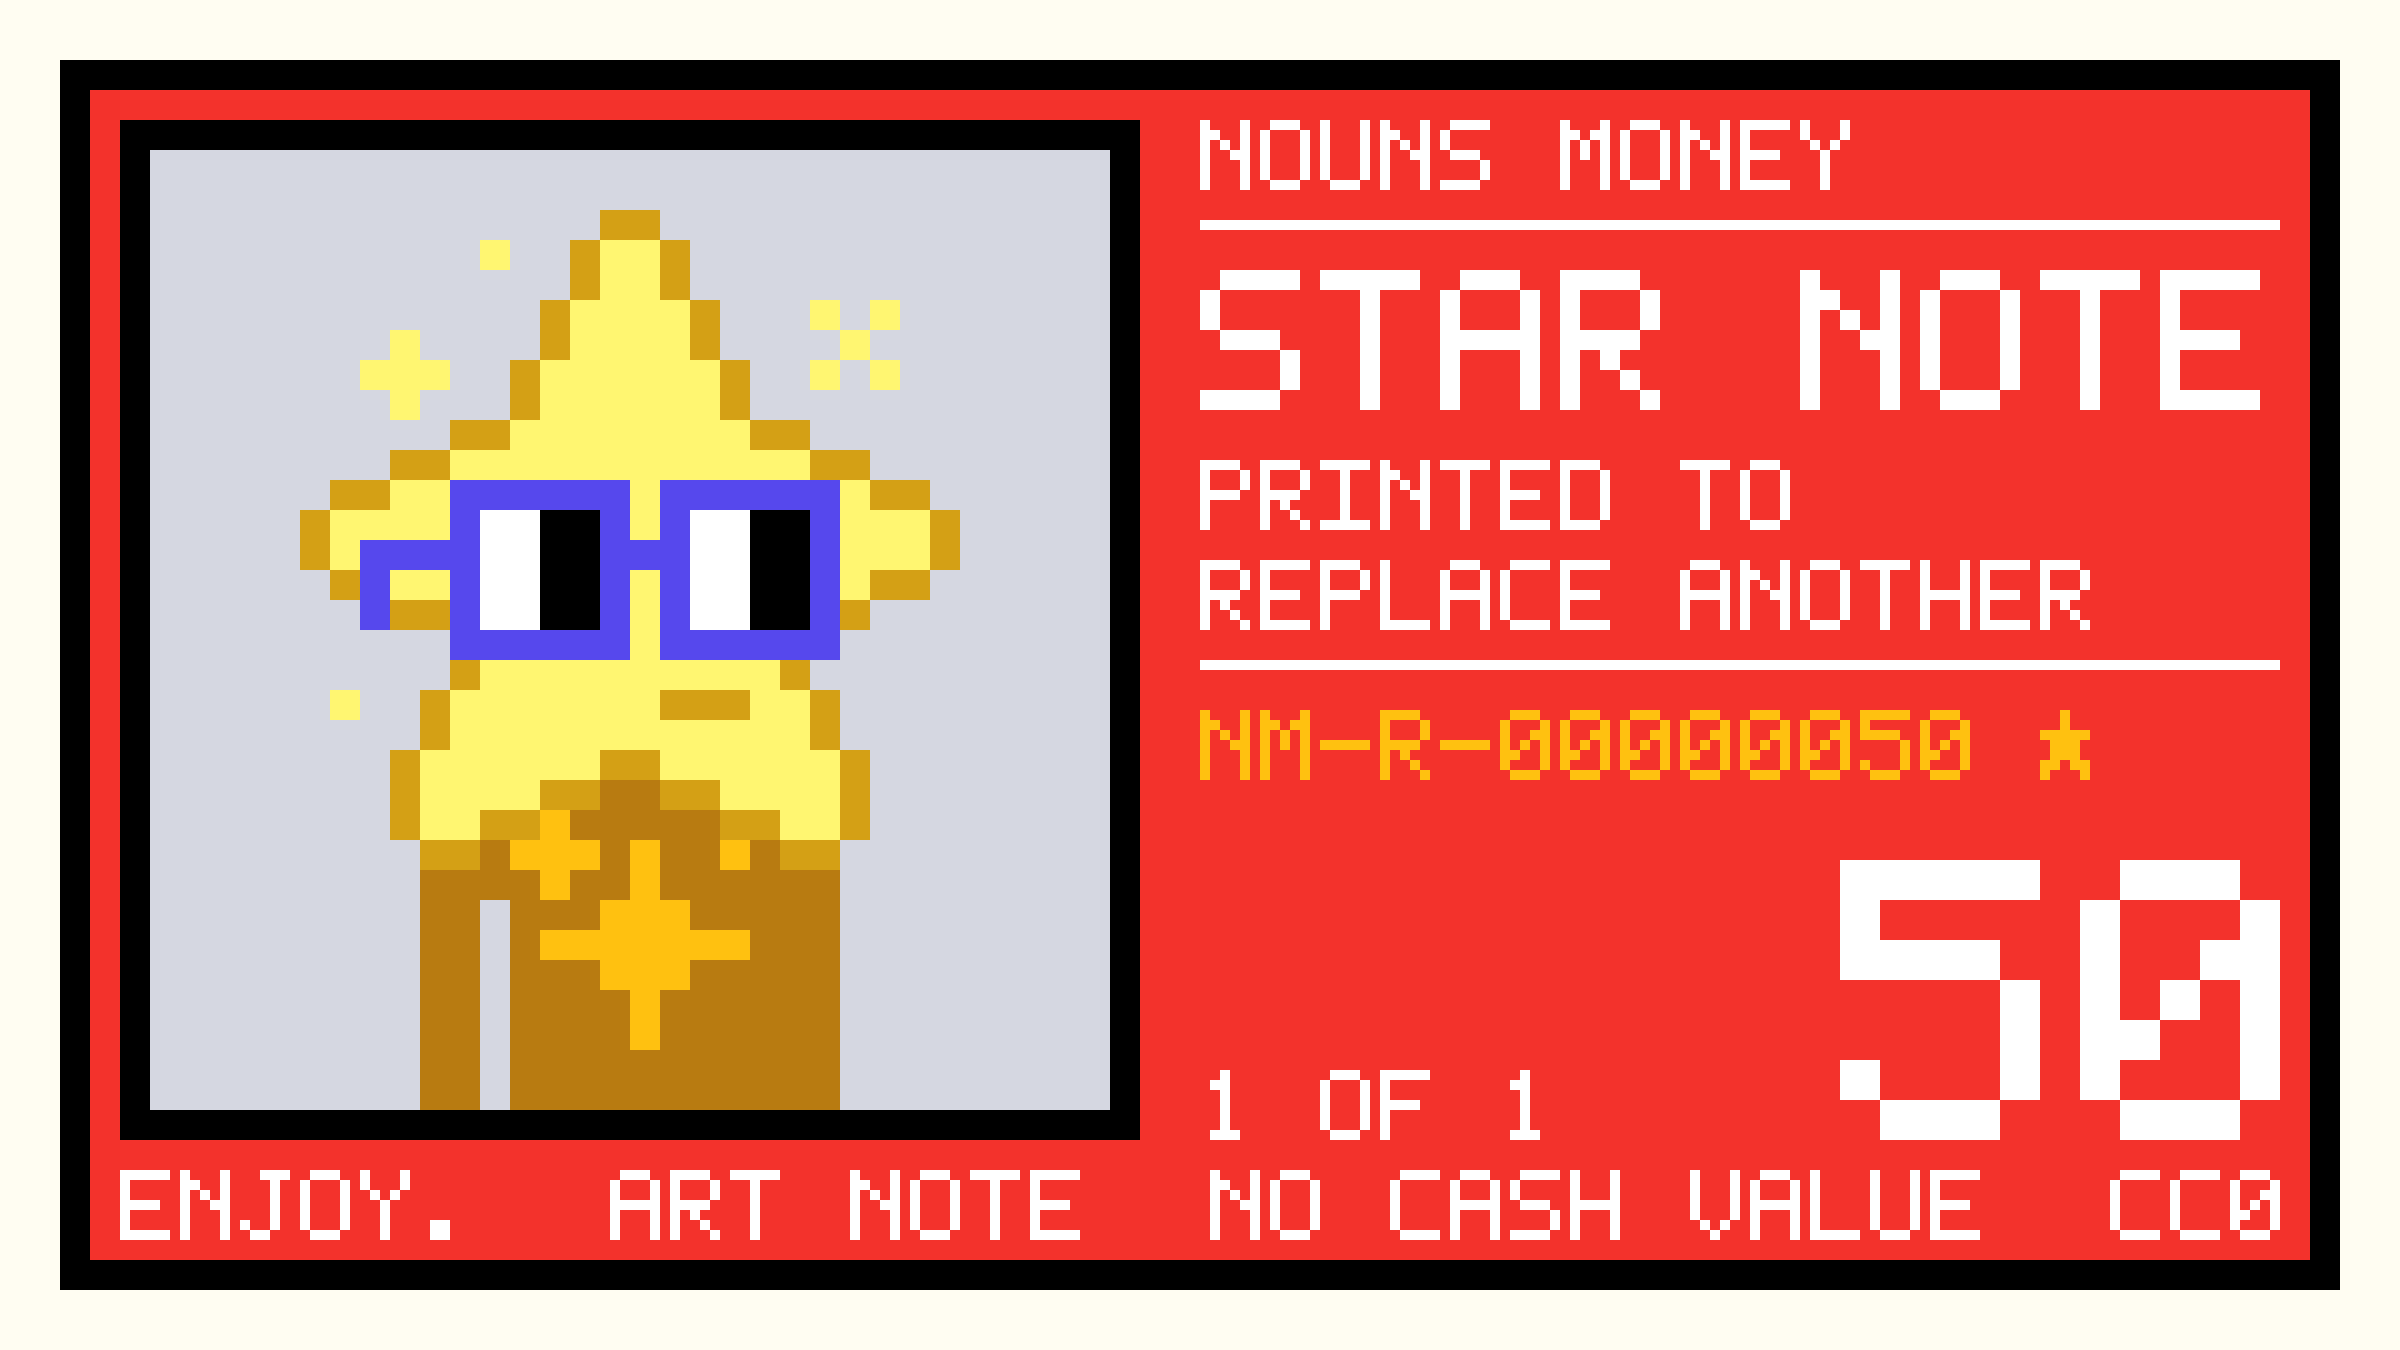 NOUNS MONEY
STAR NOTE
PRINTED TO
REPLACE ANOTHER
NM-R-00000050 ★
50
1 OF 1
ENJOY. ART NOTE NO CASH VALUE CC0